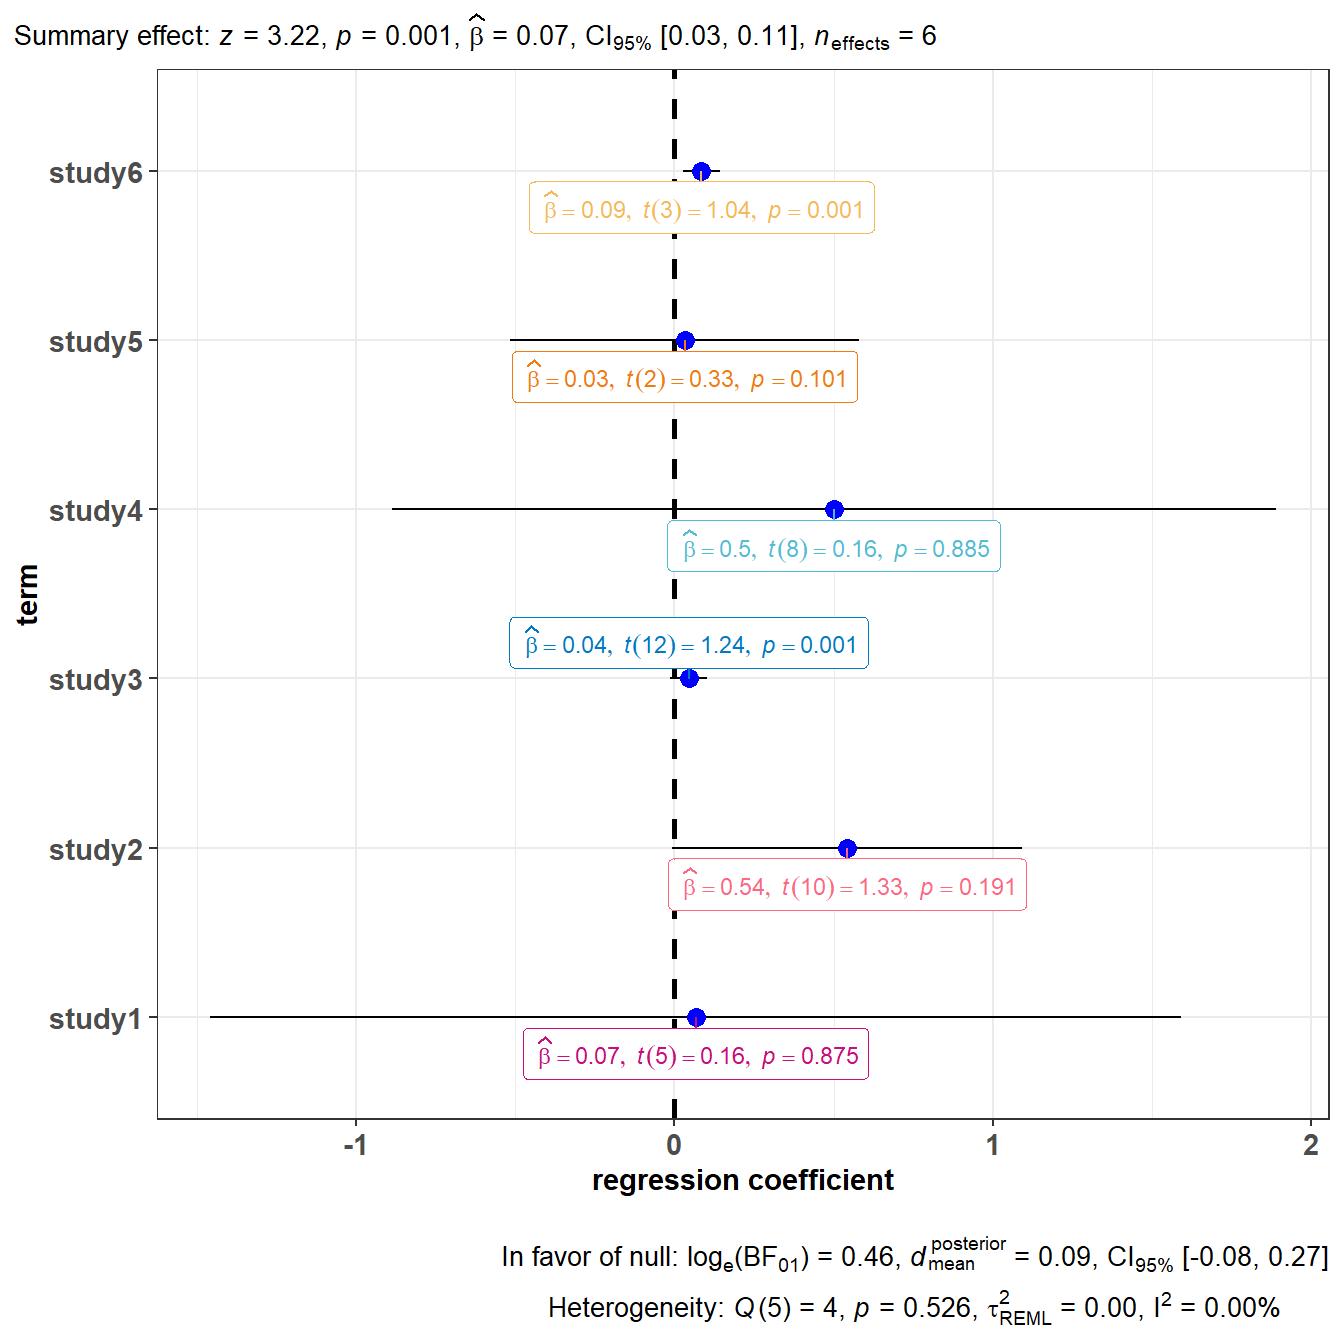 Summary effect: z = 3.22, p = 0.001, β̂ = 0.07, CI₉₅% [0.03, 0.11], n_effects = 6
study6
β̂ = 0.09, t(3) = 1.04, p = 0.001
study5
β̂ = 0.03, t(2) = 0.33, p = 0.101
study4
β̂ = 0.5, t(8) = 0.16, p = 0.885
term
β̂ = 0.04, t(12) = 1.24, p = 0.001
study3
study2
β̂ = 0.54, t(10) = 1.33, p = 0.191
study1
β̂ = 0.07, t(5) = 0.16, p = 0.875
-1 0 1 2
regression coefficient
In favor of null: logₑ(BF₀₁) = 0.46, d_mean^posterior = 0.09, CI₉₅% [-0.08, 0.27]
Heterogeneity: Q(5) = 4, p = 0.526, τ²_REML = 0.00, I² = 0.00%